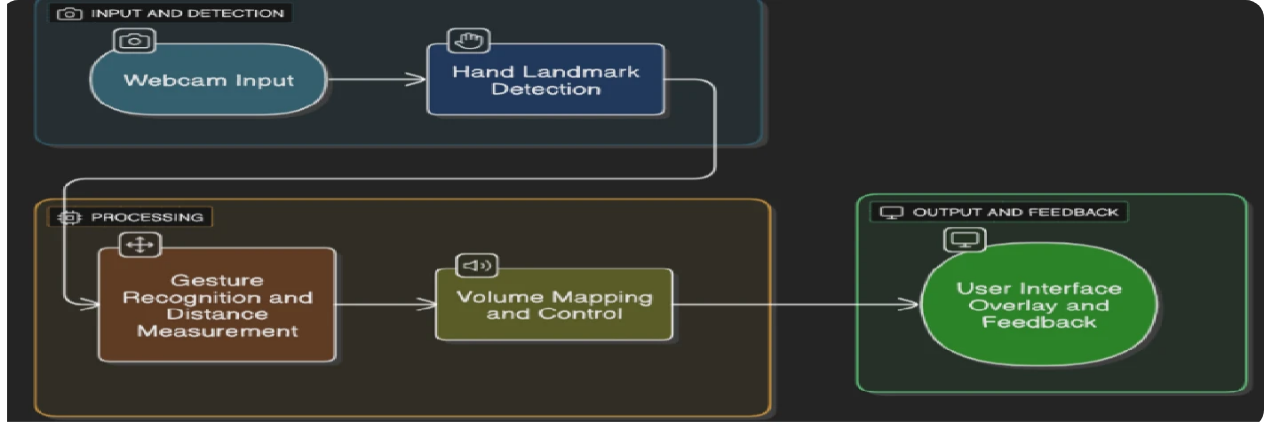 INPUT AND DETECTION
Webcam Input
Hand Landmark
Detection
PROCESSING
Gesture
Recognition and
Distance
Measurement
Volume Mapping
and Control
OUTPUT AND FEEDBACK
User Interface
Overlay and
Feedback